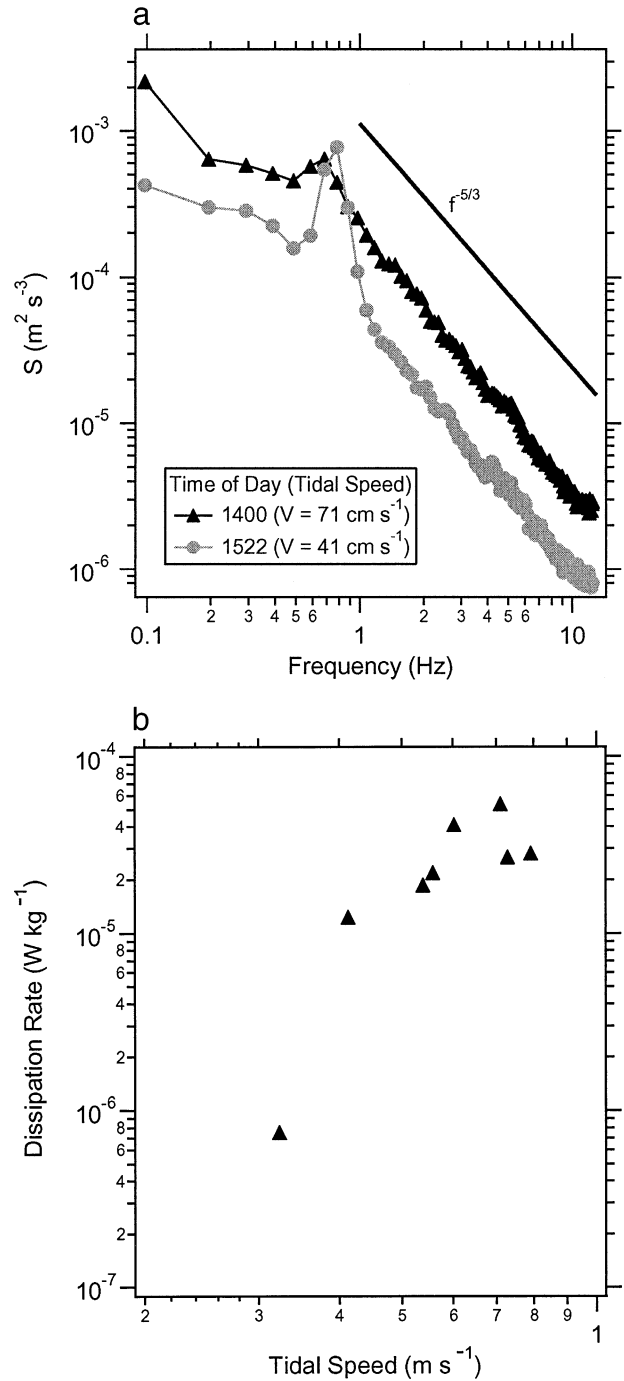 a
10⁻³
10⁻⁴
10⁻⁵
10⁻⁶
S (m² s⁻³)
f⁻⁵/³
Time of Day (Tidal Speed)
1400 (V = 71 cm s⁻¹)
1522 (V = 41 cm s⁻¹)
2 3 4 5 6 2 3 4 5 6
0.1 1 10
Frequency (Hz)
b
10⁻⁴
8
6
4
2
10⁻⁵
8
6
4
2
10⁻⁶
8
6
4
2
10⁻⁷
Dissipation Rate (W kg⁻¹)
2 3 4 5 6 7 8 9
1
Tidal Speed (m s⁻¹)